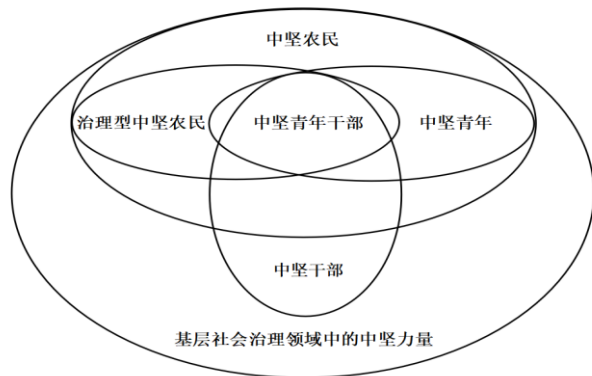 中坚农民
治理型中坚农民
中坚青年干部
中坚青年
中坚干部
基层社会治理领域中的中坚力量